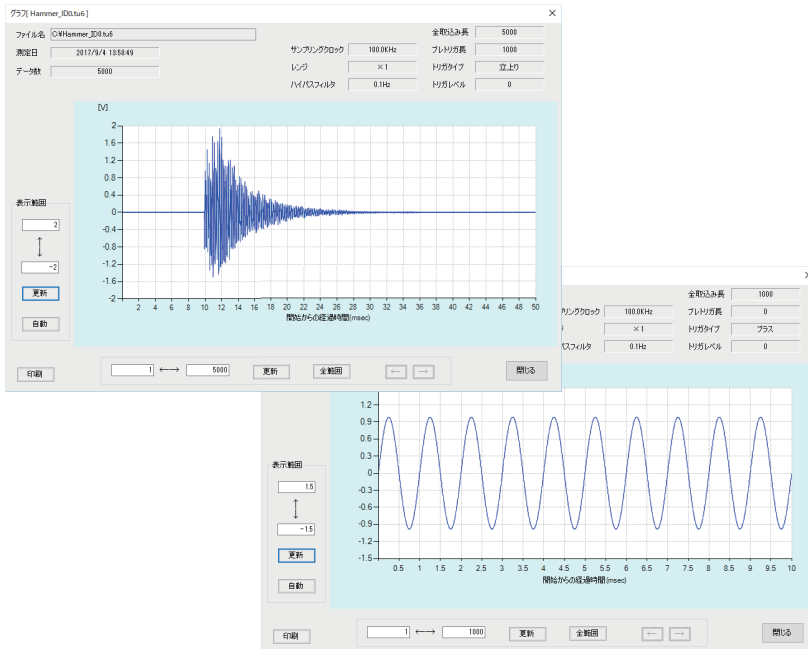 グラフ[ Hammer_ID0.tu6 ]
ファイル名 C:¥Hammer_ID0.tu6
測定日 2017/9/4 13:58:49
データ数 5000
サンプリングクロック 100.0KHz
レンジ ×1
ハイパスフィルタ 0.1Hz
全取込み長 5000
プレトリガ長 1000
トリガタイプ 立上り
トリガレベル 0
[V]
2
1.6
1.2
0.8
0.4
0
-0.4
-0.8
-1.2
-1.6
-2
2 4 6 8 10 12 14 16 18 20 22 24 26 28 30 32 34 36 38 40 42 44 46 48 50
開始からの経過時間(msec)
表示範囲
2
-2
更新
自動
印刷
1 ←→ 5000 更新 全範囲 ← →
閉じる
プリングクロック 100.0KHz
×1
パスフィルタ 0.1Hz
全取込み長 1000
プレトリガ長 0
トリガタイプ プラス
トリガレベル 0
1.2
0.9
0.6
0.3
0
-0.3
-0.6
-0.9
-1.2
-1.5
0.5 1 1.5 2 2.5 3 3.5 4 4.5 5 5.5 6 6.5 7 7.5 8 8.5 9 9.5 10
開始からの経過時間(msec)
表示範囲
1.5
-1.5
更新
自動
印刷
1 ←→ 1000 更新 全範囲 ← →
閉じる